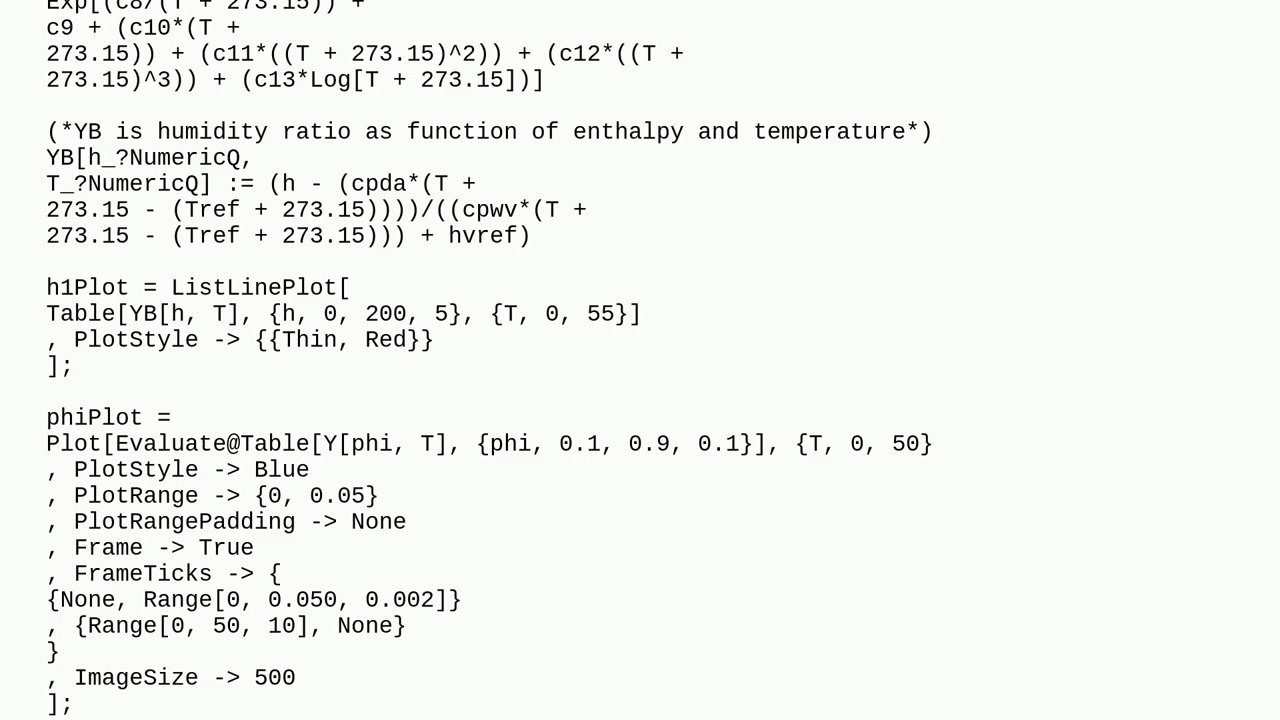 Exp[(c8/(T + 273.15)) +
c9 + (c10*(T +
273.15)) + (c11*((T + 273.15)^2)) + (c12*((T +
273.15)^3)) + (c13*Log[T + 273.15])]
(*YB is humidity ratio as function of enthalpy and temperature*)
YB[h_?NumericQ,
T_?NumericQ] := (h - (cpda*(T +
273.15 - (Tref + 273.15))))/((cpwv*(T +
273.15 - (Tref + 273.15))) + hvref)
h1Plot = ListLinePlot[
Table[YB[h, T], {h, 0, 200, 5}, {T, 0, 55}]
, PlotStyle -> {{Thin, Red}}
];
phiPlot =
Plot[Evaluate@Table[Y[phi, T], {phi, 0.1, 0.9, 0.1}], {T, 0, 50}
, PlotStyle -> Blue
, PlotRange -> {0, 0.05}
, PlotRangePadding -> None
, Frame -> True
, FrameTicks -> {
{None, Range[0, 0.050, 0.002]}
, {Range[0, 50, 10], None}
}
, ImageSize -> 500
];